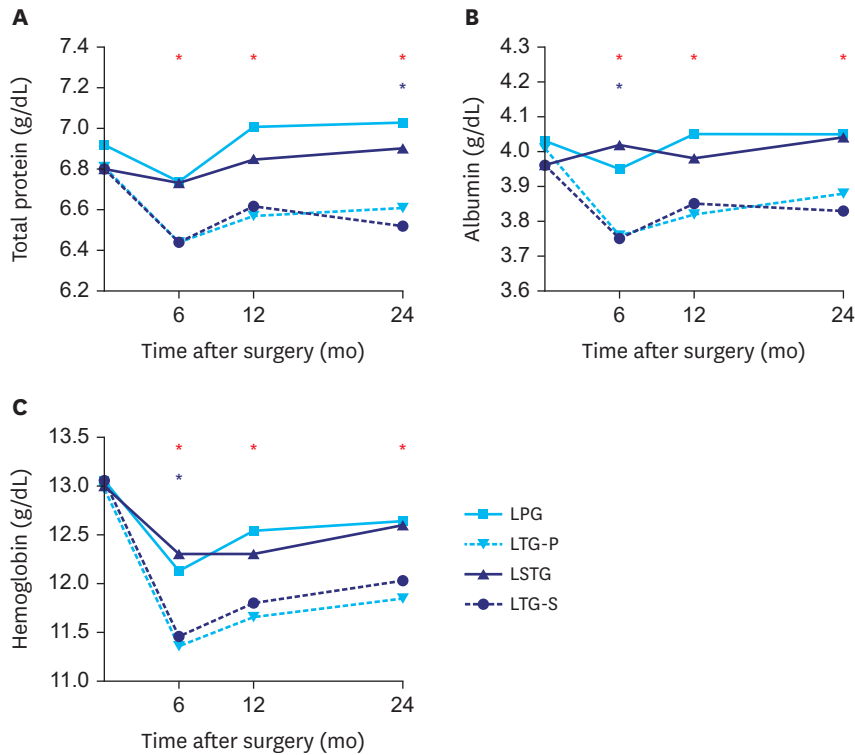 A
Total protein (g/dL)
7.4
7.2
7.0
6.8
6.6
6.4
6.2
* * *
*
6 12 24
Time after surgery (mo)
B
Albumin (g/dL)
4.3
4.2
4.1
4.0
3.9
3.8
3.7
3.6
* * *
*
6 12 24
Time after surgery (mo)
C
Hemoglobin (g/dL)
13.5
13.0
12.5
12.0
11.5
11.0
* * *
*
6 12 24
Time after surgery (mo)
LPG
LTG-P
LSTG
LTG-S